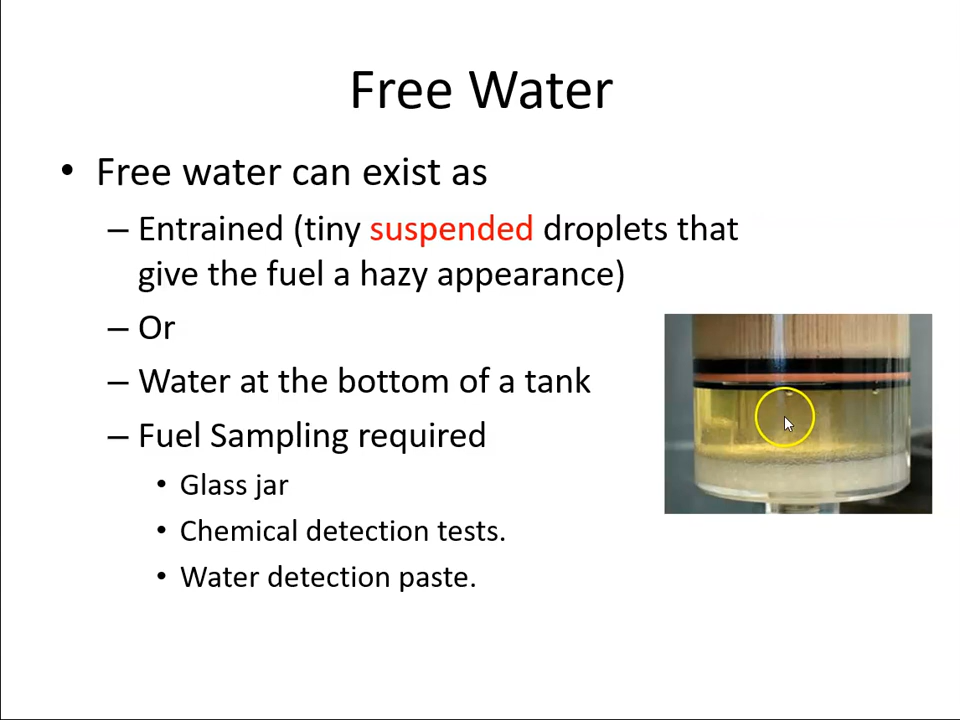 Free Water
• Free water can exist as
– Entrained (tiny suspended droplets that
give the fuel a hazy appearance)
– Or
– Water at the bottom of a tank
– Fuel Sampling required
• Glass jar
• Chemical detection tests.
• Water detection paste.